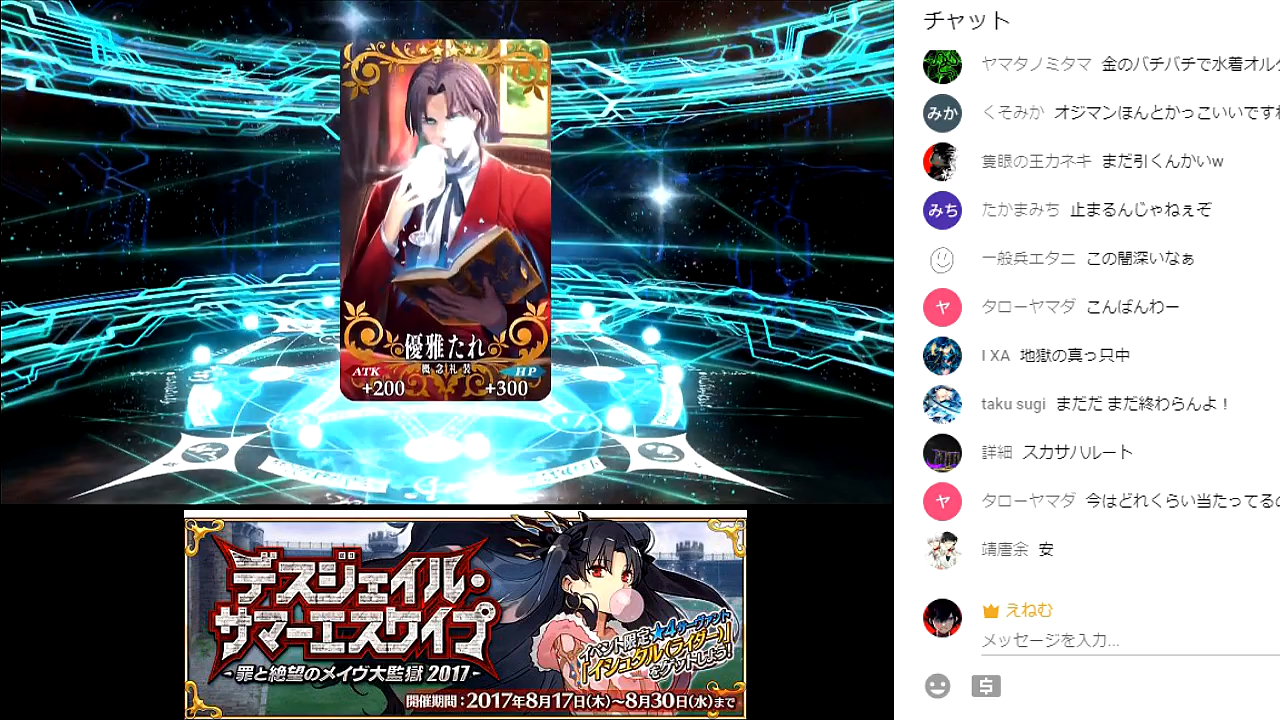 優雅たれ
ATK
概念礼装
HP
+200
+300
デスジェイル・
サマーエスケイプ
-罪と絶望のメイヴ大監獄 2017-
イベント限定★4サーヴァント
「イシュタル(ライダー)」
をゲットしよう!
開催期間:2017年8月17日(木)~8月30日(水)まで
チャット
ヤマタノミタマ 金のバチバチで水着オルタ
みか
くそみか オジマンほんとかっこいいですね
隻眼の王カネキ まだ引くんかいw
みち
たかまみち 止まるんじゃねぇぞ
一般兵エタニ この闇深いなぁ
ヤ
タローヤマダ こんばんわー
I XA 地獄の真っ只中
taku sugi まだだ まだ終わらんよ!
詳細 スカサハルート
ヤ
タローヤマダ 今はどれくらい当たってるの
靖麿余 安
えねむ
メッセージを入力...